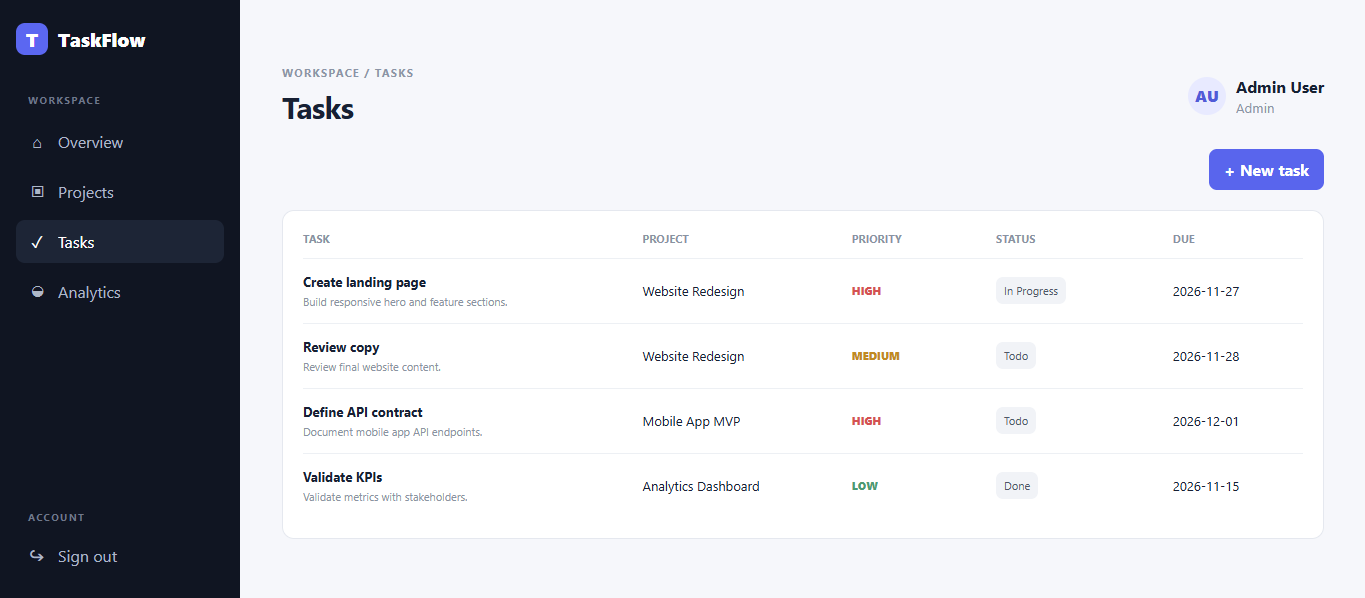 T TaskFlow
WORKSPACE
Overview
Projects
Tasks
Analytics
ACCOUNT
Sign out
WORKSPACE / TASKS
Tasks
AU Admin User
Admin
+ New task
TASK PROJECT PRIORITY STATUS DUE
Create landing page Website Redesign HIGH In Progress 2026-11-27
Build responsive hero and feature sections.
Review copy Website Redesign MEDIUM Todo 2026-11-28
Review final website content.
Define API contract Mobile App MVP HIGH Todo 2026-12-01
Document mobile app API endpoints.
Validate KPIs Analytics Dashboard LOW Done 2026-11-15
Validate metrics with stakeholders.